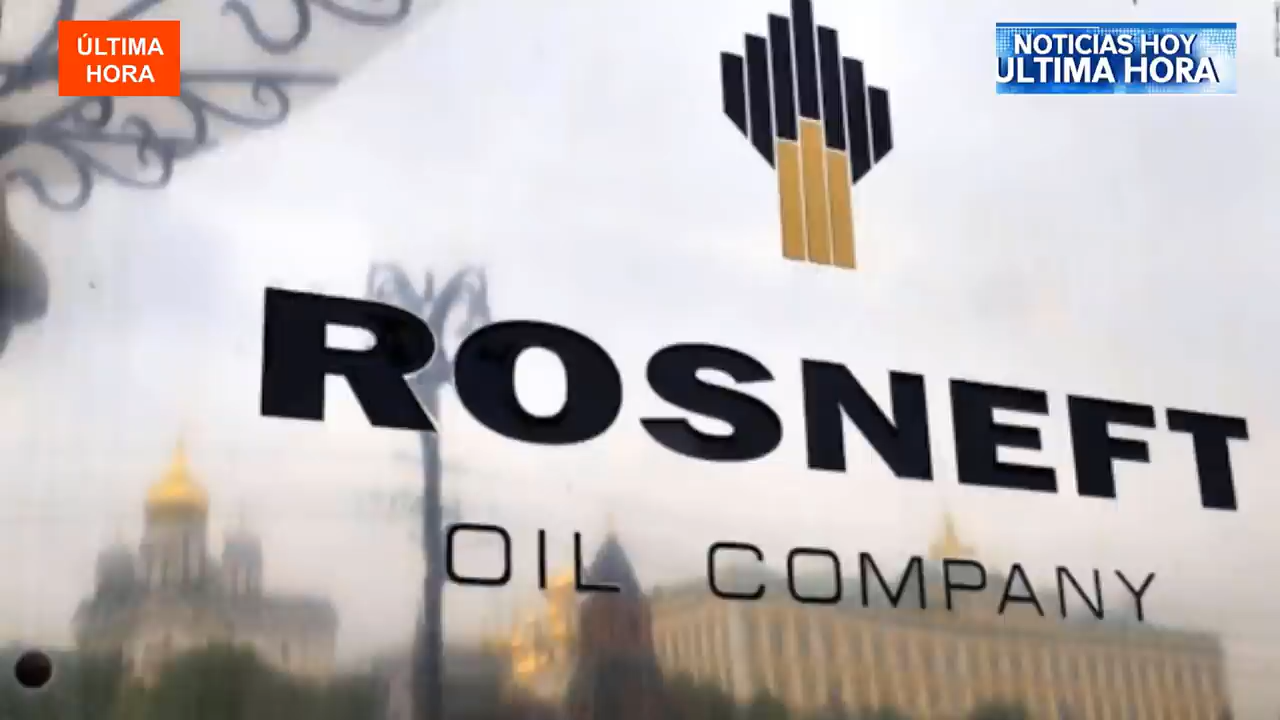 ÚLTIMA
HORA
NOTICIAS HOY
ULTIMA HORA
ROSNEFT
OIL COMPANY